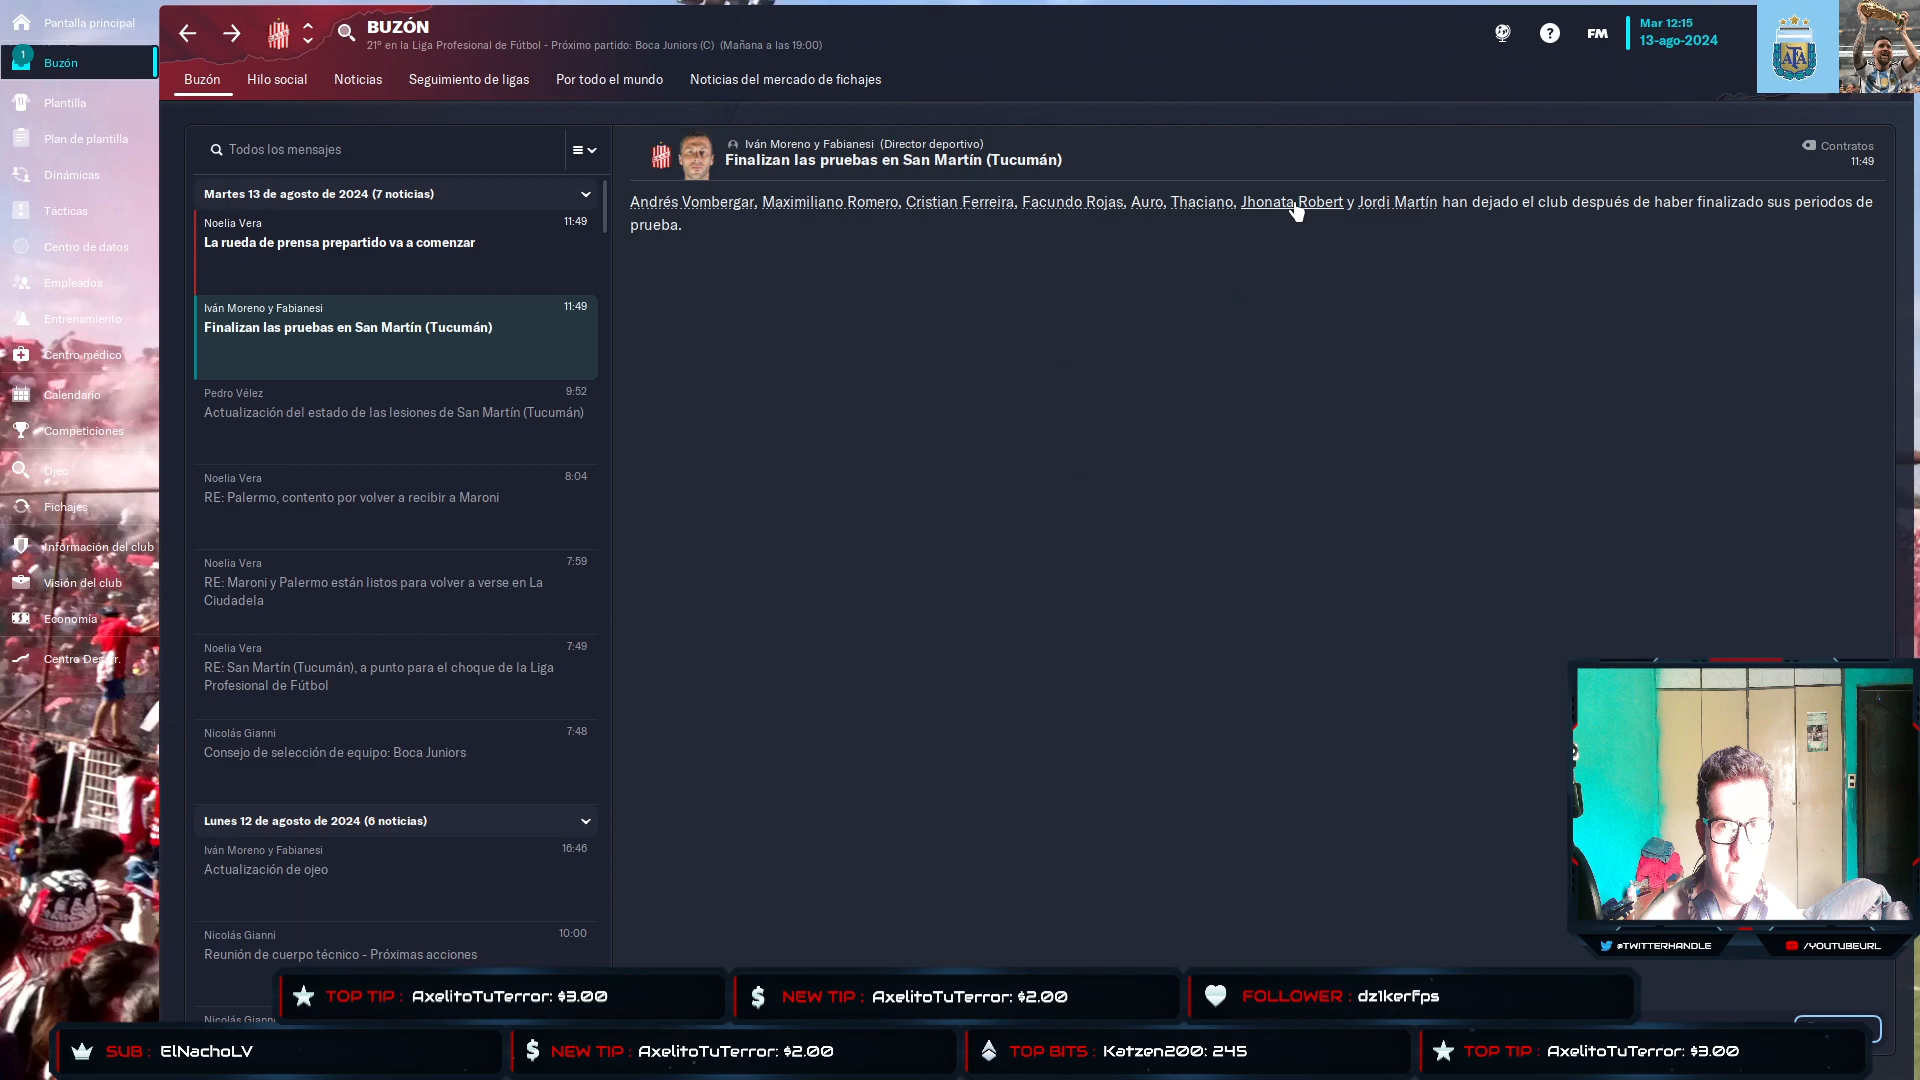 Pantalla principal
1
Buzón
Plantilla
Plan de plantilla
Dinámicas
Tácticas
Centro de datos
Empleados
Entrenamiento
Centro médico
Calendario
Competiciones
Ojeo
Fichajes
Información del club
Visión del club
Economía
BUZÓN
21º en la Liga Profesional de Fútbol - Próximo partido: Boca Juniors (C) (Mañana a las 19:00)
FM
Mar 12:15
13-ago-2024
AFA
Buzón
Hilo social
Noticias
Seguimiento de ligas
Por todo el mundo
Noticias del mercado de fichajes
Todos los mensajes
Martes 13 de agosto de 2024 (7 noticias)
Noelia Vera 11:49
La rueda de prensa prepartido va a comenzar
Iván Moreno y Fabianesi 11:49
Finalizan las pruebas en San Martín (Tucumán)
Pedro Vélez 9:52
Actualización del estado de las lesiones de San Martín (Tucumán)
Noelia Vera 8:04
RE: Palermo, contento por volver a recibir a Maroni
Noelia Vera 7:59
RE: Maroni y Palermo están listos para volver a verse en La
Ciudadela
Noelia Vera 7:49
RE: San Martín (Tucumán), a punto para el choque de la Liga
Profesional de Fútbol
Nicolás Gianni 7:48
Consejo de selección de equipo: Boca Juniors
Lunes 12 de agosto de 2024 (6 noticias)
Iván Moreno y Fabianesi 16:46
Actualización de ojeo
Nicolás Gianni 10:00
Reunión de cuerpo técnico - Próximas acciones
Iván Moreno y Fabianesi (Director deportivo)
Finalizan las pruebas en San Martín (Tucumán)
Contratos
11:49
Andrés Vombergar, Maximiliano Romero, Cristian Ferreira, Facundo Rojas, Auro, Thaciano, Jhonata Robert y Jordi Martín han dejado el club después de haber finalizado sus periodos de
prueba.
@TWITTERHANDLE
/YOUTUBEURL
TOP TIP : AxelitoTuTerror: $3.00
NEW TIP : AxelitoTuTerror: $2.00
FOLLOWER : dz1kerfps
SUB : ElNachoLV
NEW TIP : AxelitoTuTerror: $2.00
TOP BITS : Katzen200: 245
TOP TIP : AxelitoTuTerror: $3.00